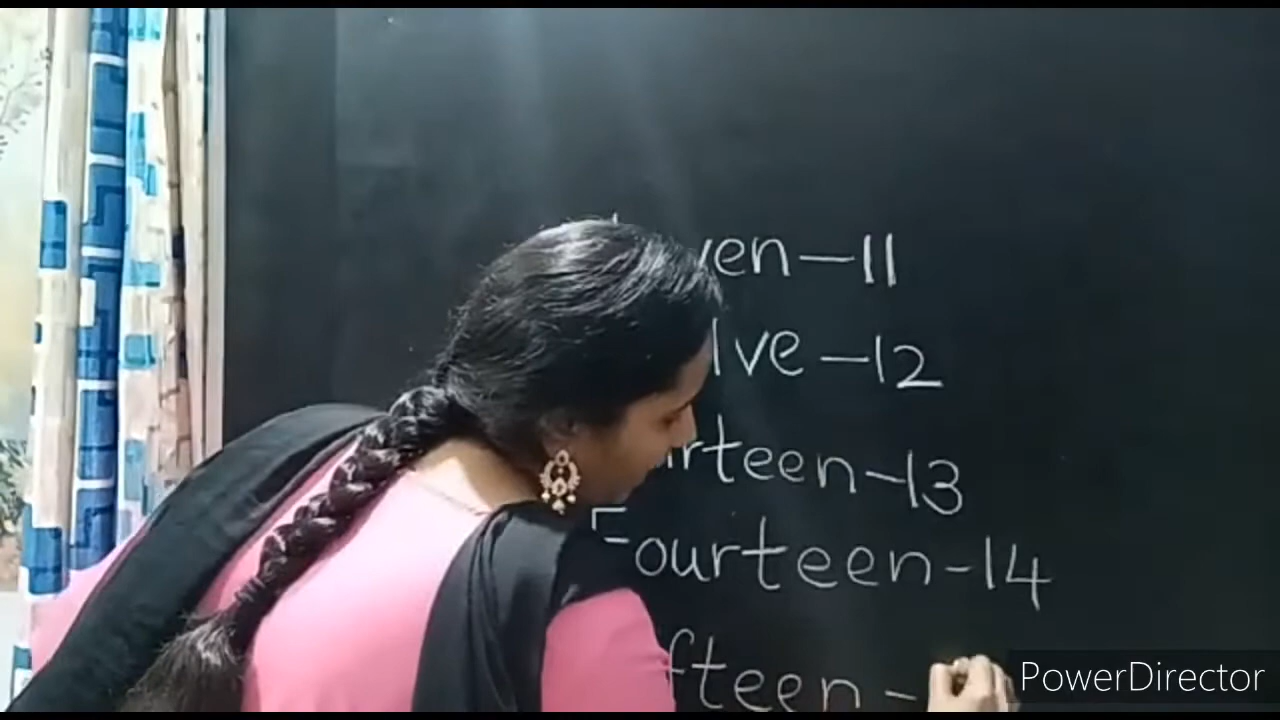 ven-11
lve-12
rteen-13
Fourteen-14
fteen-
PowerDirector